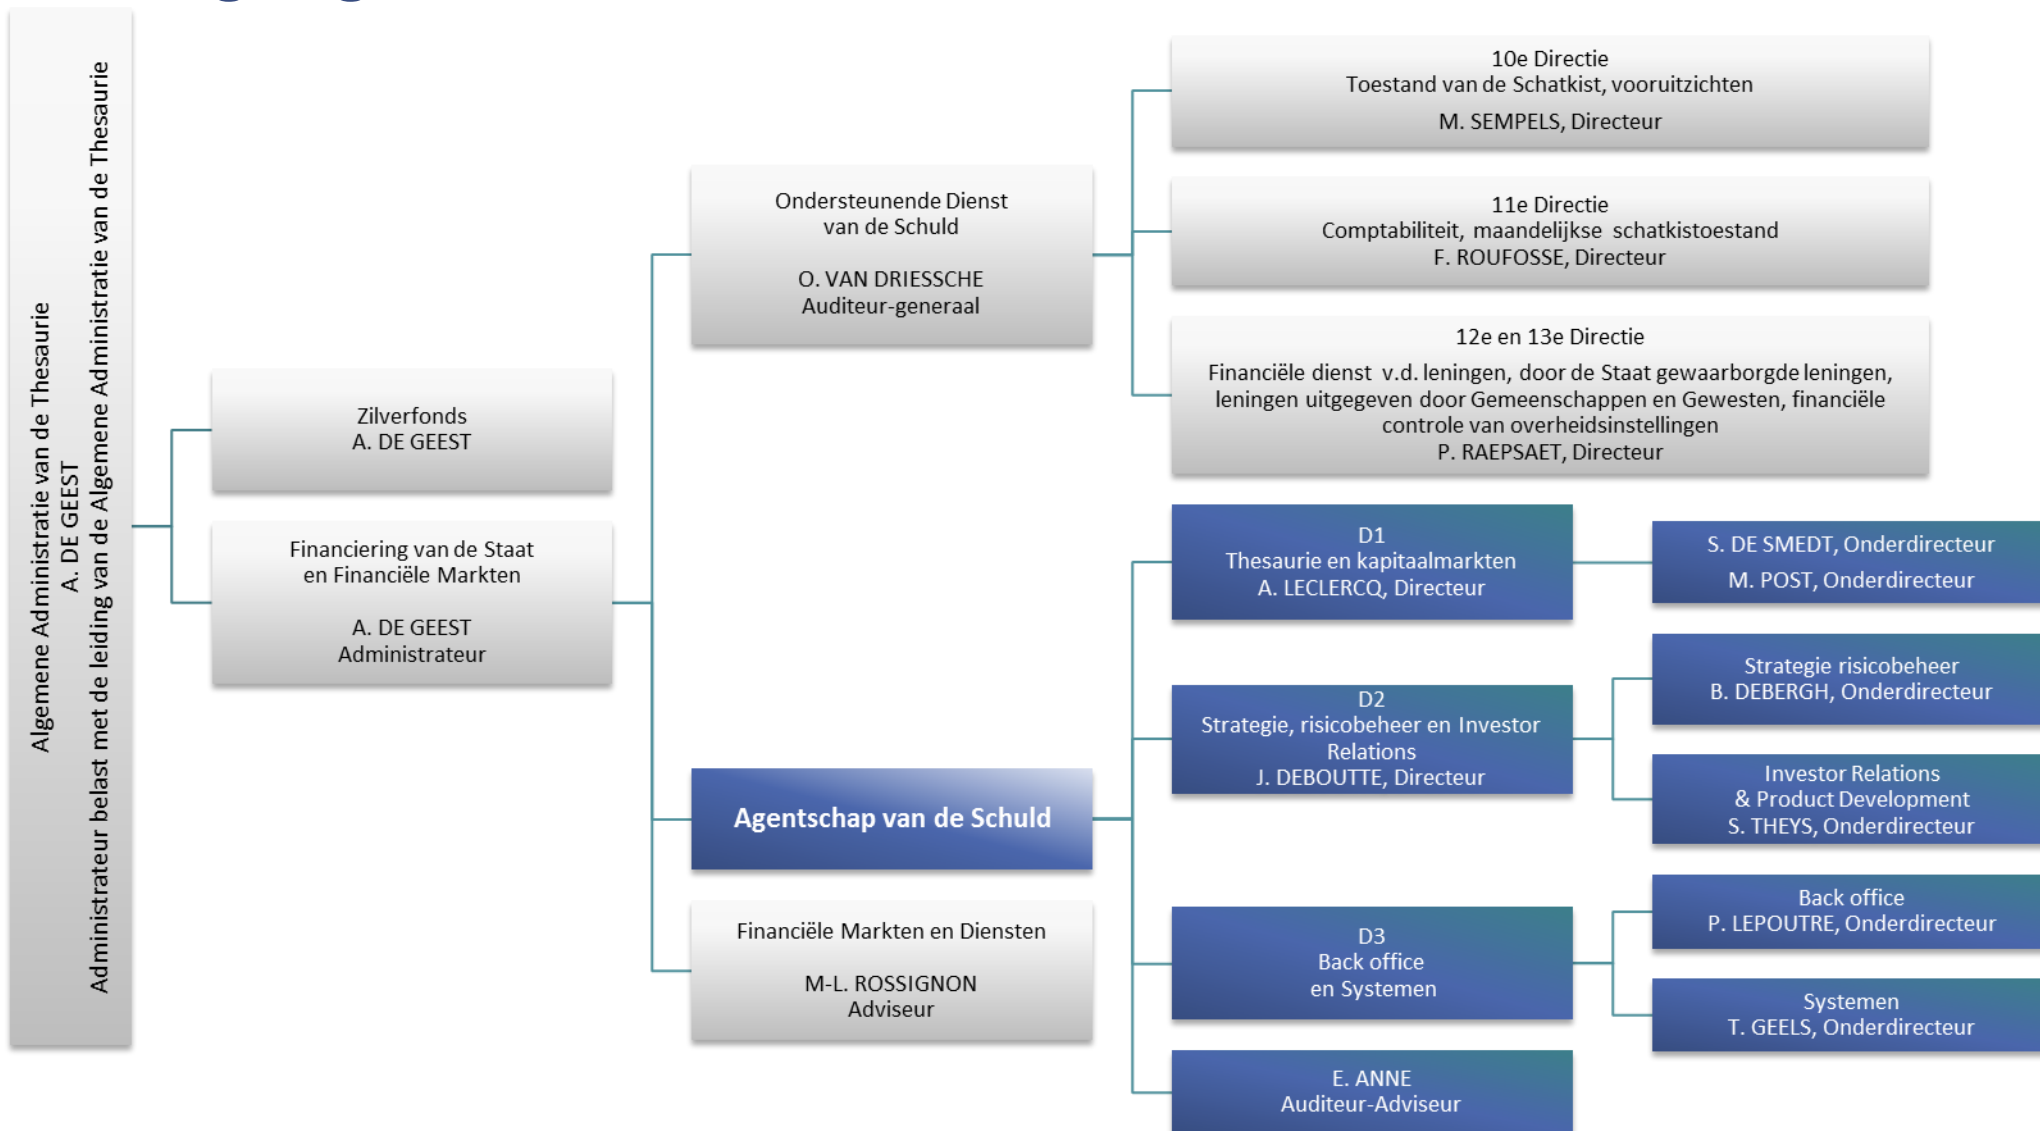 Algemene Administratie van de Thesaurie
A. DE GEEST
Administrateur belast met de leiding van de Algemene Administratie van de Thesaurie
Zilverfonds
A. DE GEEST
Financiering van de Staat
en Financiële Markten
A. DE GEEST
Administrateur
Ondersteunende Dienst
van de Schuld
O. VAN DRIESSCHE
Auditeur-generaal
Agentschap van de Schuld
Financiële Markten en Diensten
M-L. ROSSIGNON
Adviseur
10e Directie
Toestand van de Schatkist, vooruitzichten
M. SEMPELS, Directeur
11e Directie
Comptabiliteit, maandelijkse schatkistoestand
F. ROUFOSSE, Directeur
12e en 13e Directie
Financiële dienst v.d. leningen, door de Staat gewaarborgde leningen,
leningen uitgegeven door Gemeenschappen en Gewesten, financiële
controle van overheidsinstellingen
P. RAEPSAET, Directeur
D1
Thesaurie en kapitaalmarkten
A. LECLERCQ, Directeur
S. DE SMEDT, Onderdirecteur
M. POST, Onderdirecteur
D2
Strategie, risicobeheer en Investor
Relations
J. DEBOUTTE, Directeur
Strategie risicobeheer
B. DEBERGH, Onderdirecteur
Investor Relations
& Product Development
S. THEYS, Onderdirecteur
D3
Back office
en Systemen
Back office
P. LEPOUTRE, Onderdirecteur
Systemen
T. GEELS, Onderdirecteur
E. ANNE
Auditeur-Adviseur